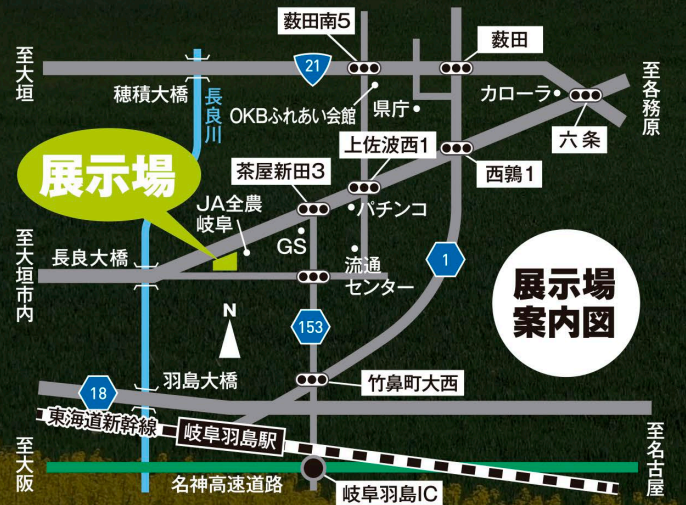 薮田南5
薮田
至大垣
21
穂積大橋
長良川
OKBふれあい会館
県庁
カローラ
至各務原
六条
上佐波西1
西鶉1
茶屋新田3
展示場
JA全農
岐阜
パチンコ
GS
至大垣市内
長良大橋
流通
センター
1
展示場
案内図
N
153
羽島大橋
竹鼻町大西
18
東海道新幹線
岐阜羽島駅
至大阪
名神高速道路
岐阜羽島IC
至名古屋